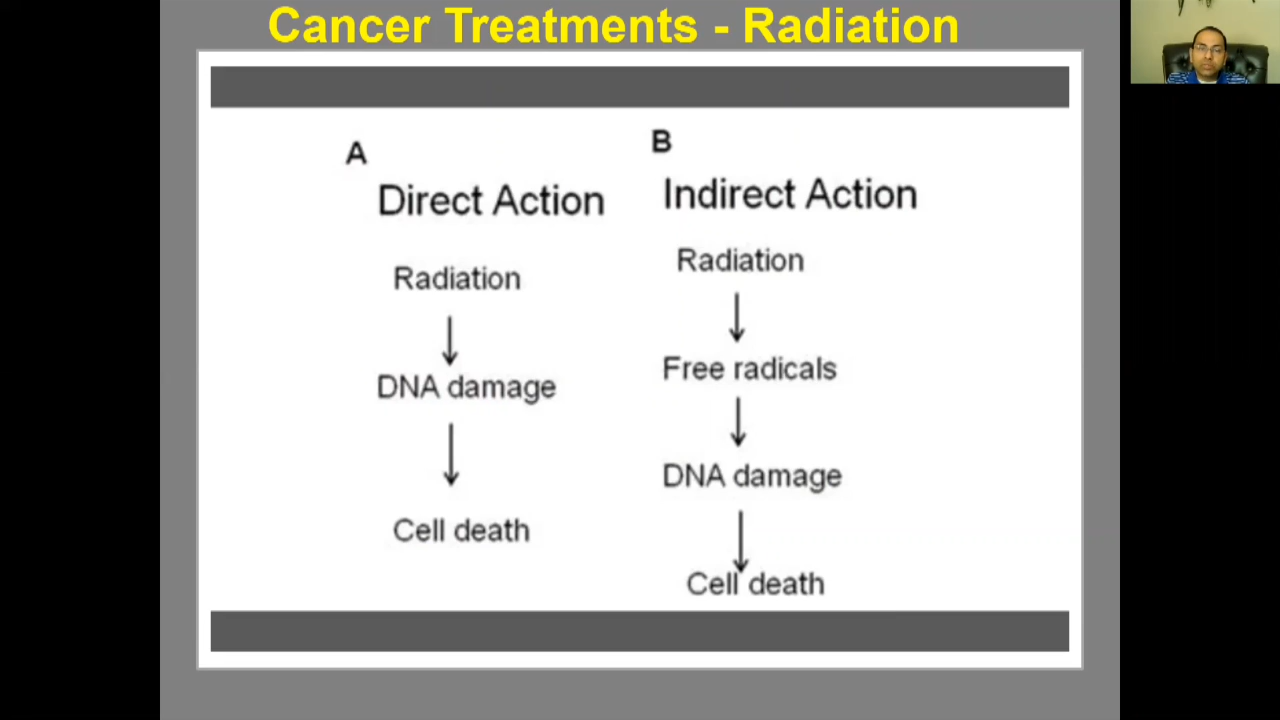 Cancer Treatments - Radiation
A
Direct Action
Radiation
DNA damage
Cell death
B
Indirect Action
Radiation
Free radicals
DNA damage
Cell death